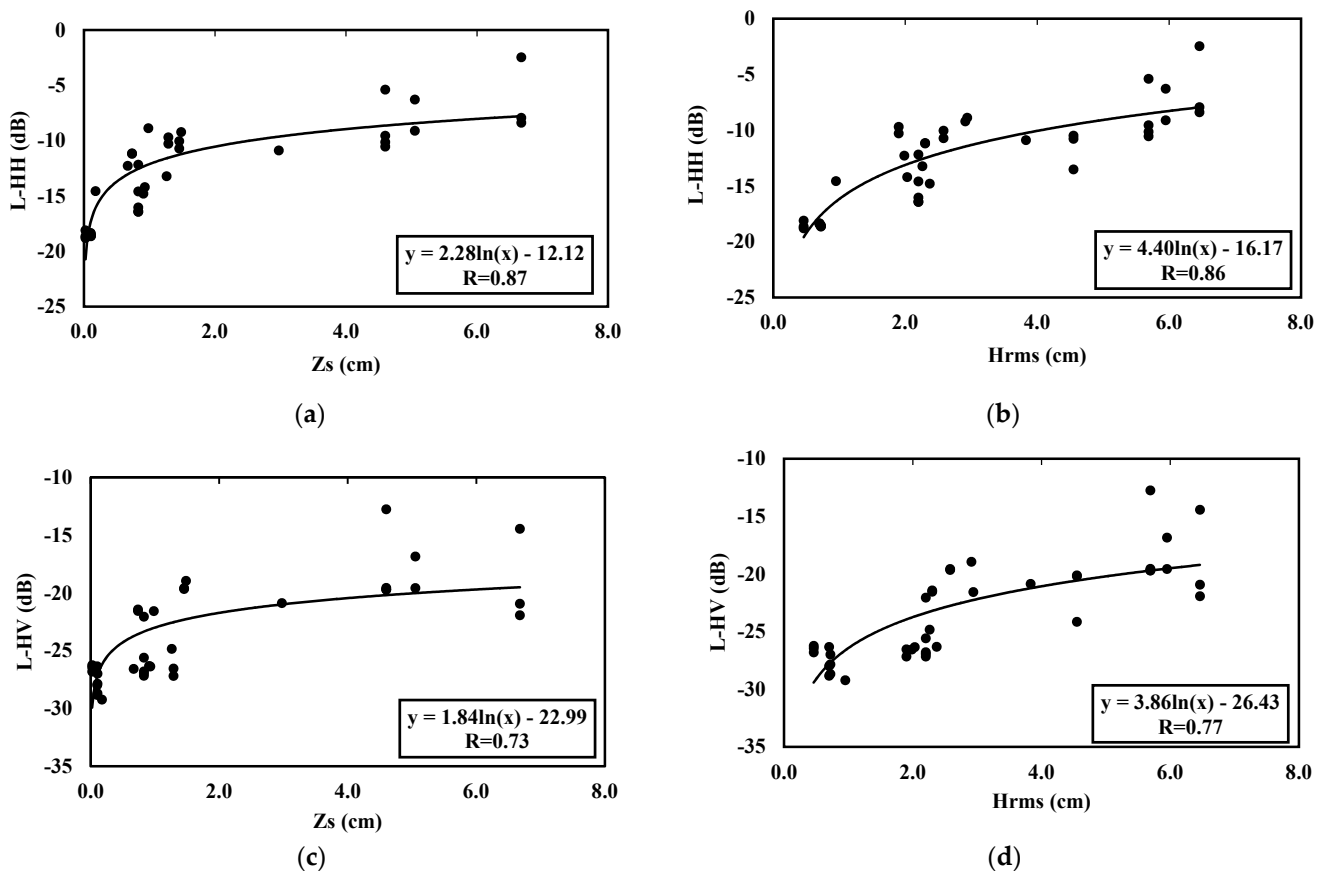 0
-5
-10
-15
-20
-25
L-HH (dB)
y = 2.28ln(x) - 12.12
R=0.87
0.0 2.0 4.0 6.0 8.0
Zs (cm)
(a)
0
-5
-10
-15
-20
-25
L-HH (dB)
y = 4.40ln(x) - 16.17
R=0.86
0.0 2.0 4.0 6.0 8.0
Hrms (cm)
(b)
-10
-15
-20
-25
-30
-35
L-HV (dB)
y = 1.84ln(x) - 22.99
R=0.73
0.0 2.0 4.0 6.0 8.0
Zs (cm)
(c)
-10
-15
-20
-25
-30
-35
L-HV (dB)
y = 3.86ln(x) - 26.43
R=0.77
0.0 2.0 4.0 6.0 8.0
Hrms (cm)
(d)